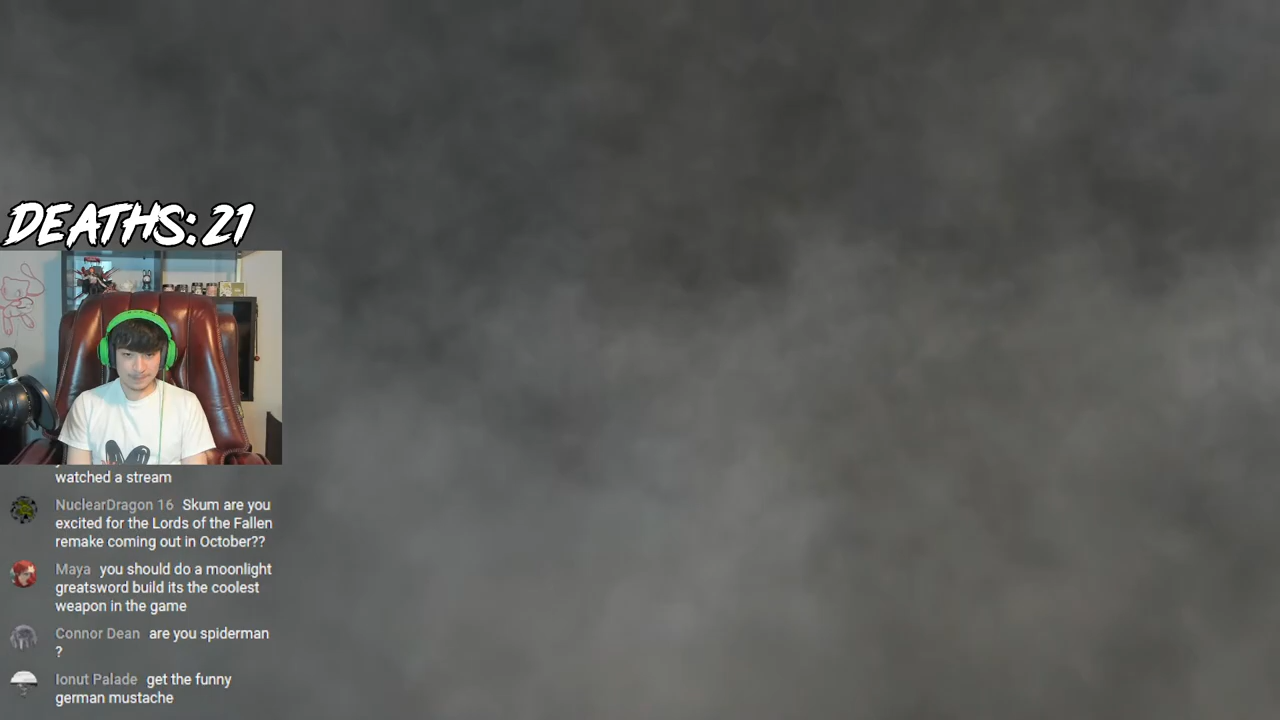 DEATHS: 21
watched a stream
NuclearDragon 16 Skum are you
excited for the Lords of the Fallen
remake coming out in October??
Maya you should do a moonlight
greatsword build its the coolest
weapon in the game
Connor Dean are you spiderman
?
Ionut Palade get the funny
german mustache